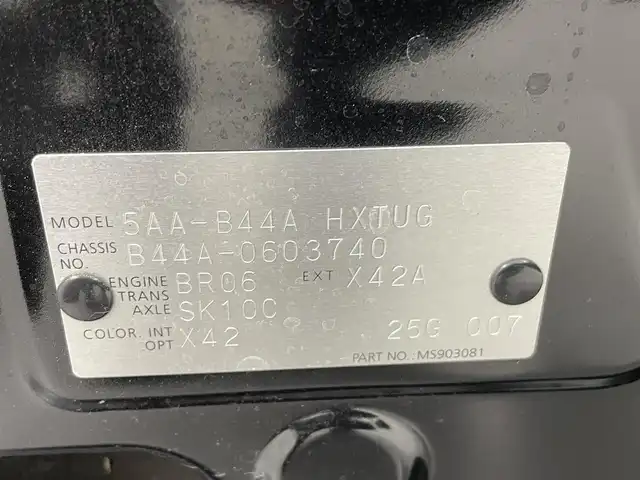 MODEL 5AA-B44A HXTUG
CHASSIS NO. B44A-0603740
ENGINE BR06 EXT X42A
TRANS AXLE SK10C
COLOR. INT OPT X42 25G 007
PART NO.: MS903081